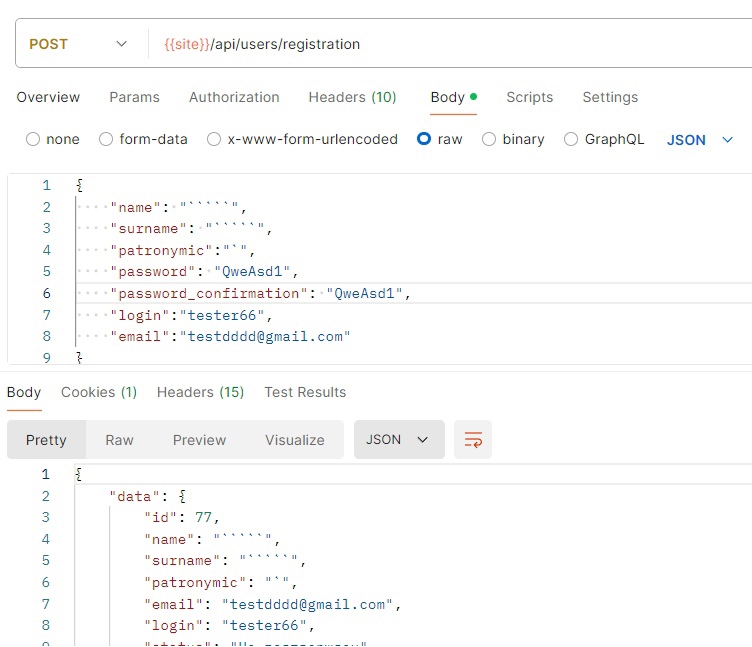 POST {{site}}/api/users/registration
Overview Params Authorization Headers (10) Body Scripts Settings
none form-data x-www-form-urlencoded raw binary GraphQL JSON
1 {
2 "name": "`````",
3 "surname": "`````",
4 "patronymic":"`",
5 "password": "QweAsd1",
6 "password_confirmation": "QweAsd1",
7 "login":"tester66",
8 "email":"testdddd@gmail.com"
9 }
Body Cookies (1) Headers (15) Test Results
Pretty Raw Preview Visualize JSON
1 {
2 "data": {
3 "id": 77,
4 "name": "`````",
5 "surname": "`````",
6 "patronymic": "`",
7 "email": "testdddd@gmail.com",
8 "login": "tester66",